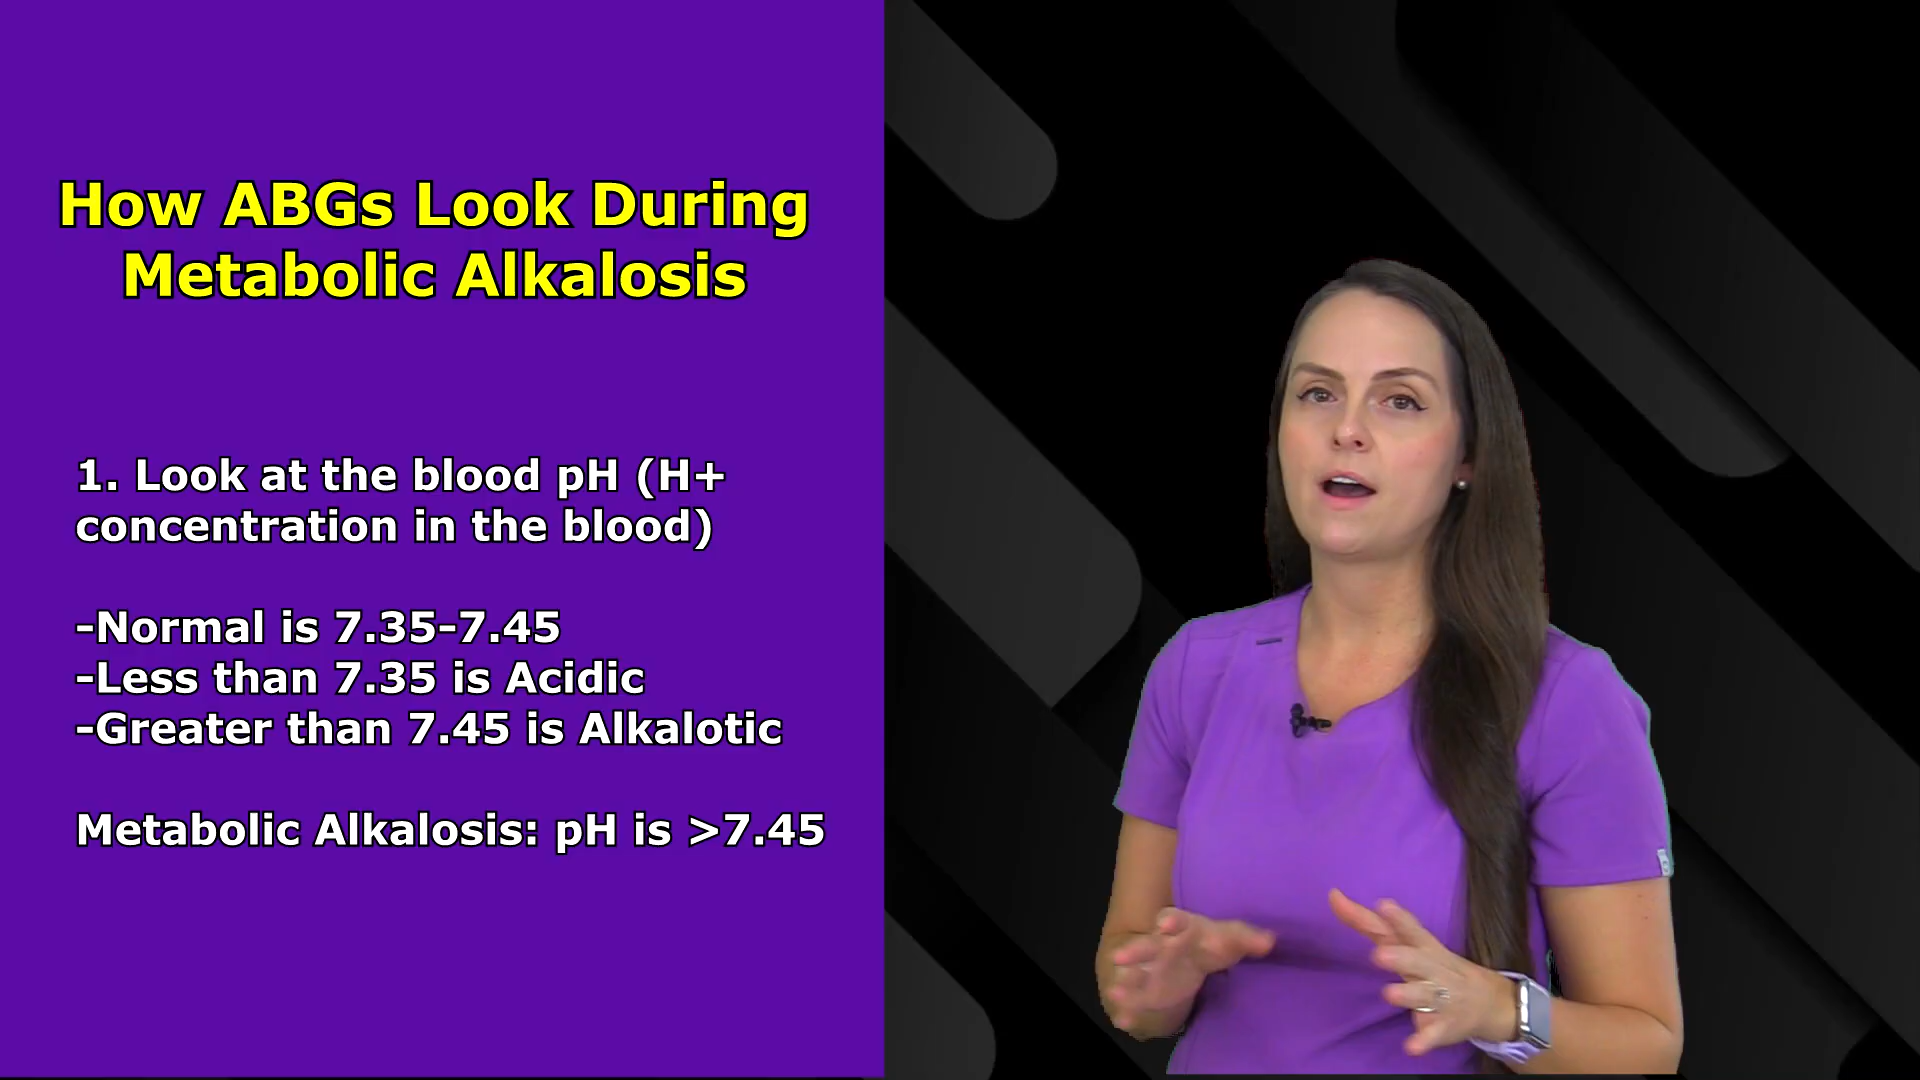 How ABGs Look During
Metabolic Alkalosis
1. Look at the blood pH (H+
concentration in the blood)
-Normal is 7.35-7.45
-Less than 7.35 is Acidic
-Greater than 7.45 is Alkalotic
Metabolic Alkalosis: pH is >7.45